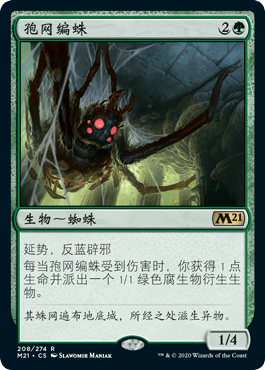 孢网编蛛 2
生物～蜘蛛 M21
延势，反蓝辟邪
每当孢网编蛛受到伤害时，你获得1点
生命并派出一个1/1绿色腐生物衍生生
物。
其蛛网遍布地底城，所经之处滋生异物。
1/4
208/274 R
M21 • CS SLAWOMIR MANIAK
™ & © 2020 Wizards of the Coast